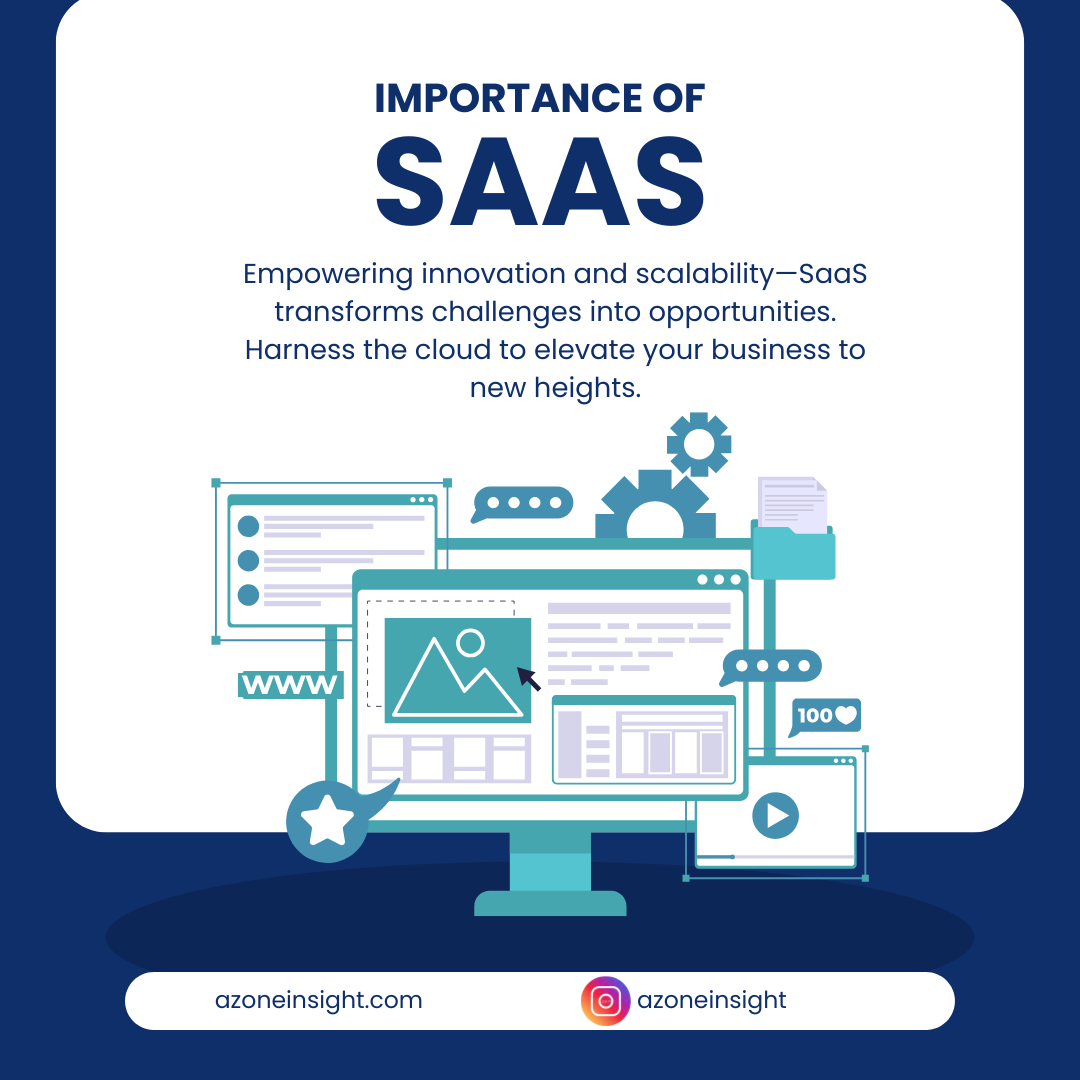 IMPORTANCE OF
SAAS
Empowering innovation and scalability—SaaS
transforms challenges into opportunities.
Harness the cloud to elevate your business to
new heights.
WWW
100
azoneinsight.com
azoneinsight